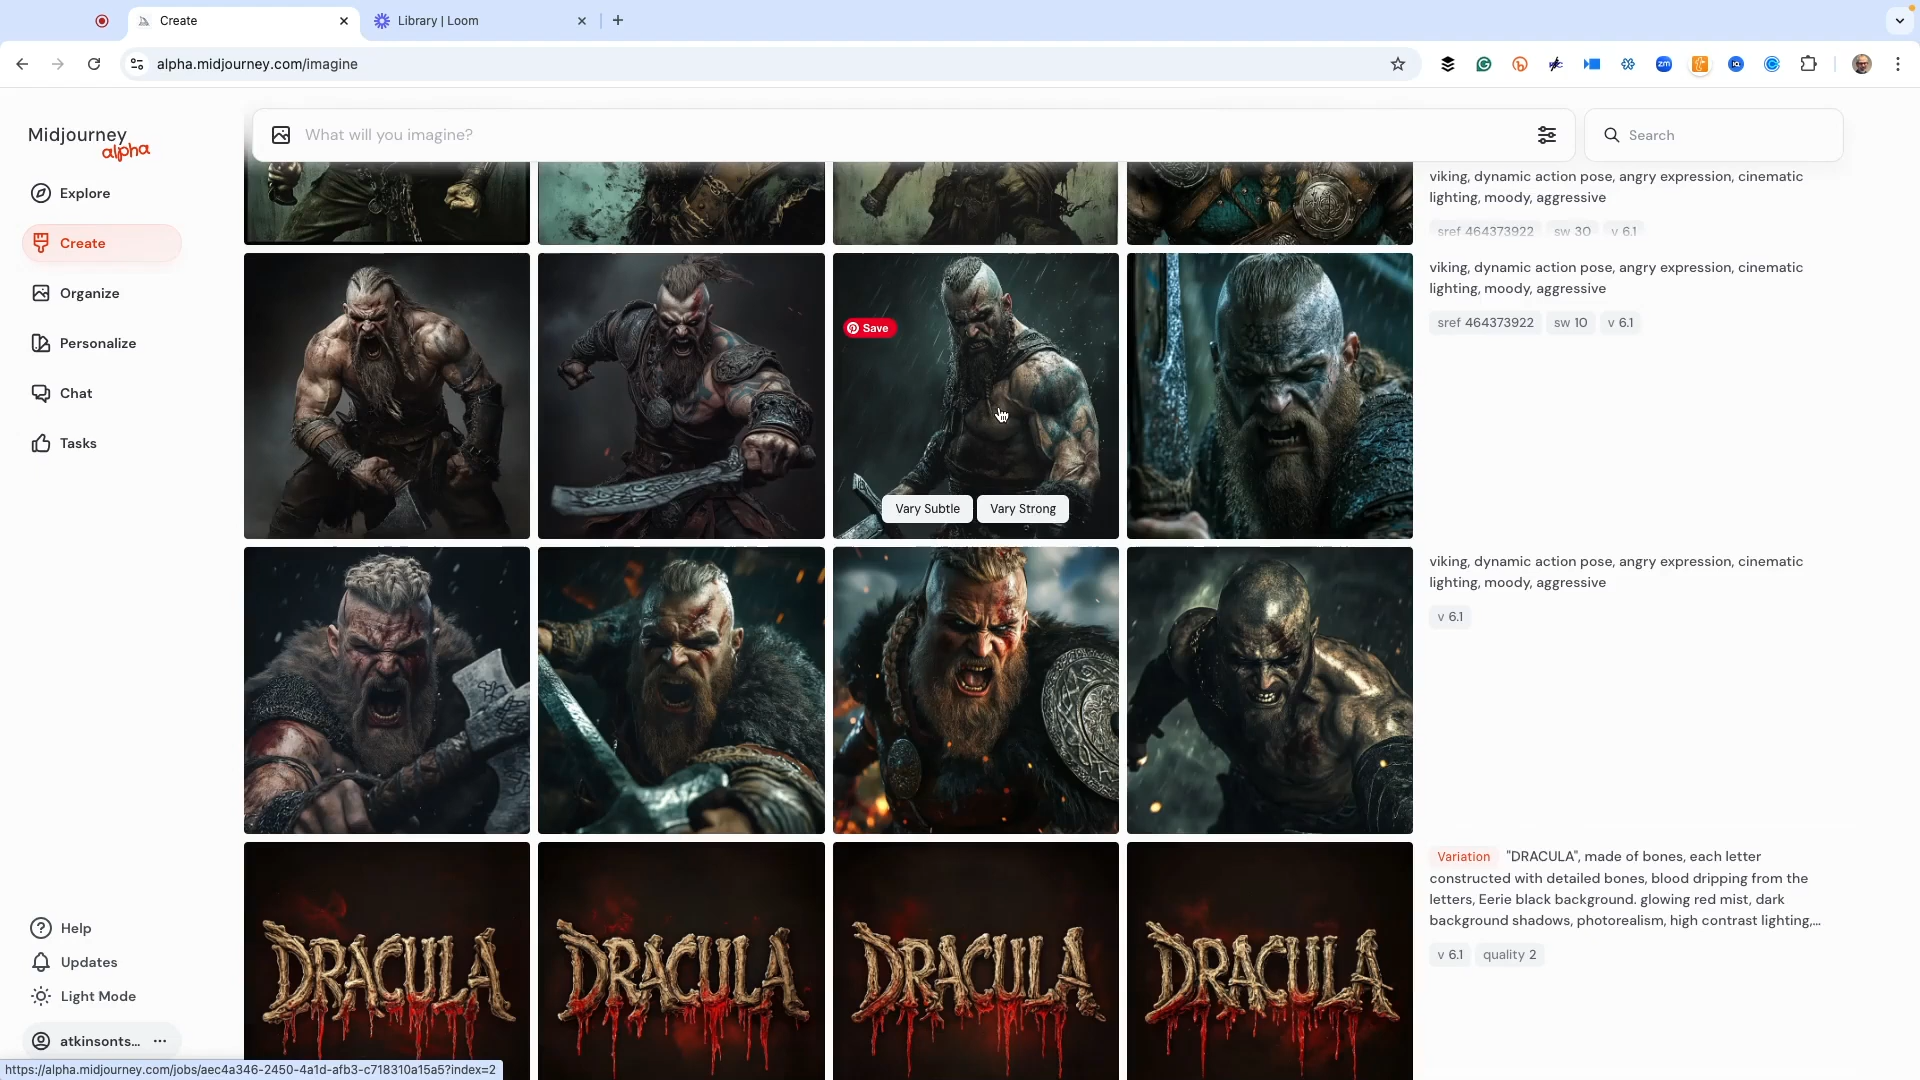 Create
Library | Loom
alpha.midjourney.com/imagine
zm
Midjourney
alpha
What will you imagine?
Search
Explore
Create
Organize
Personalize
Chat
Tasks
viking, dynamic action pose, angry expression, cinematic
lighting, moody, aggressive
sref 464373922 sw 30 v 6.1
viking, dynamic action pose, angry expression, cinematic
lighting, moody, aggressive
sref 464373922 sw 10 v 6.1
Save
Vary Subtle Vary Strong
viking, dynamic action pose, angry expression, cinematic
lighting, moody, aggressive
v 6.1
DRACULA DRACULA DRACULA DRACULA
Variation "DRACULA", made of bones, each letter
constructed with detailed bones, blood dripping from the
letters, Eerie black background. glowing red mist, dark
background shadows, photorealism, high contrast lighting,...
v 6.1 quality 2
Help
Updates
Light Mode
atkinsonts...
https://alpha.midjourney.com/jobs/aec4a346-2450-4a1d-afb3-c718310a15a5?index=2